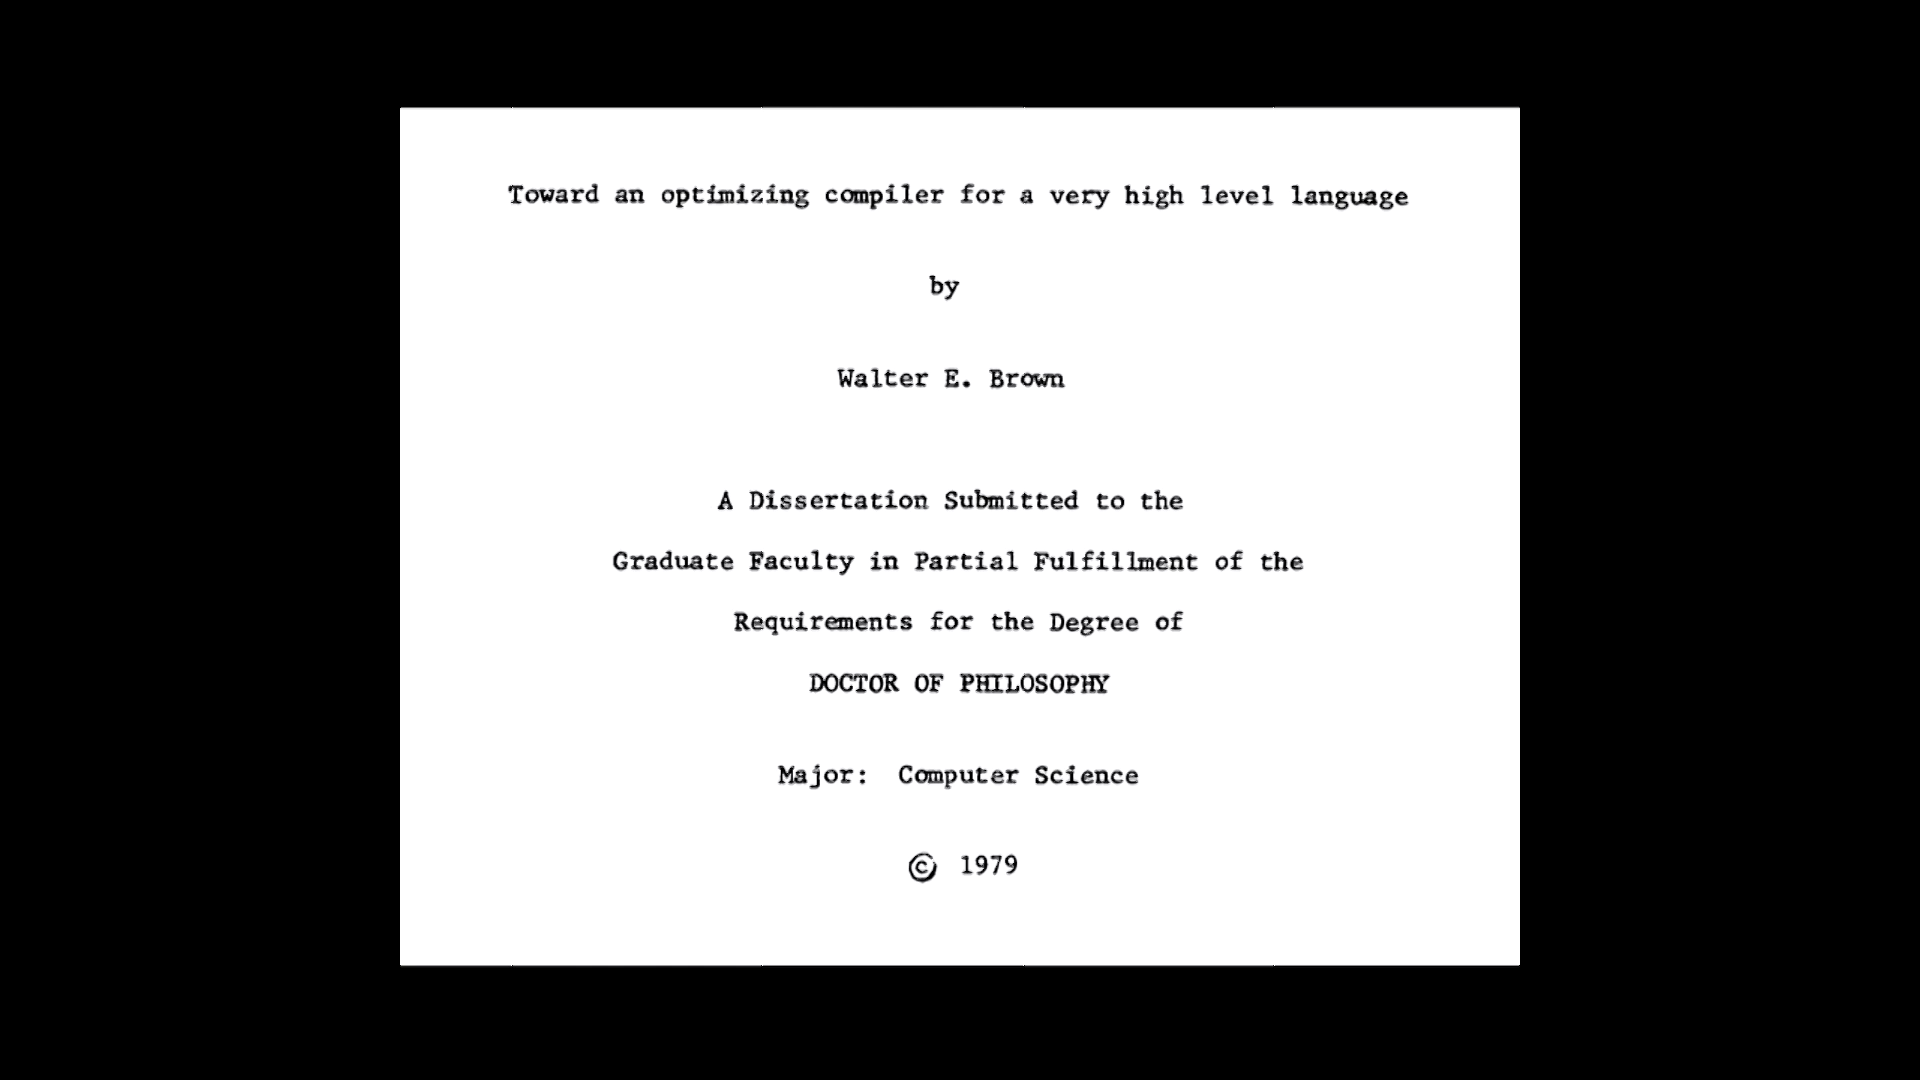 Toward an optimizing compiler for a very high level language
by
Walter E. Brown
A Dissertation Submitted to the
Graduate Faculty in Partial Fulfillment of the
Requirements for the Degree of
DOCTOR OF PHILOSOPHY
Major: Computer Science
© 1979